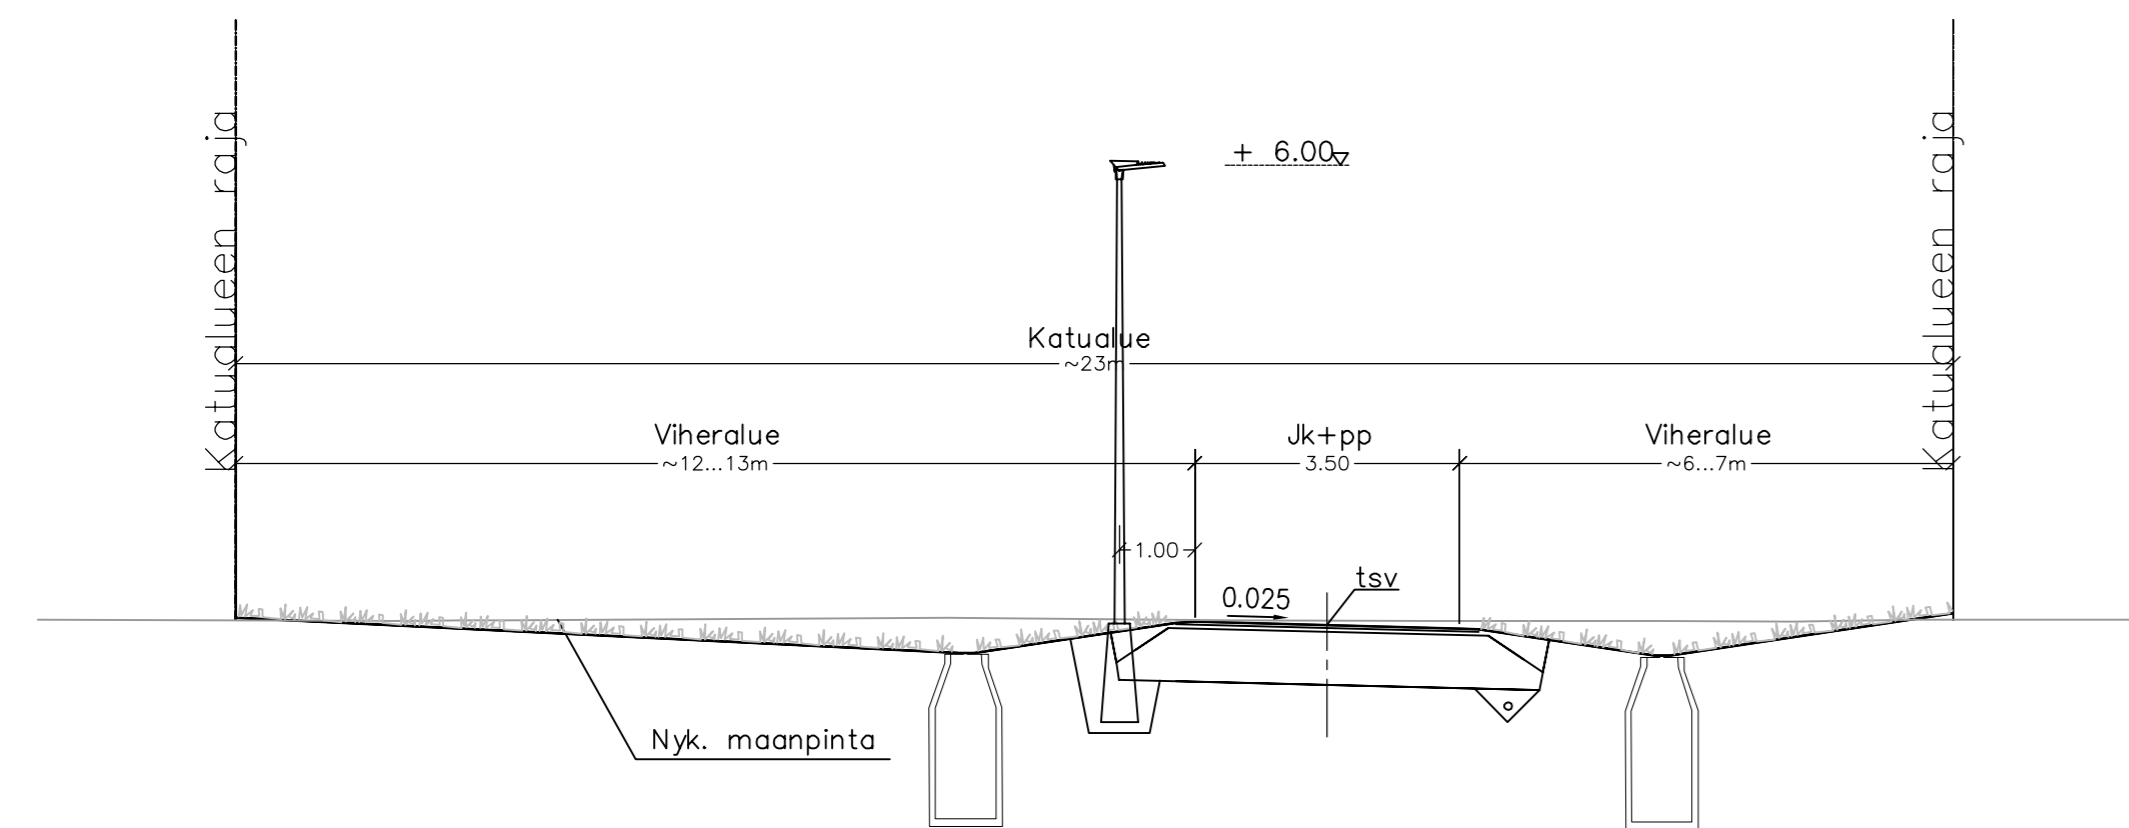 Katualueen raja
Katualueen raja
+ 6.00
Katualue
~23m
Viheralue
~12...13m
Jk+pp
3.50
Viheralue
~6...7m
1.00
tsv
0.025
Nyk. maanpinta